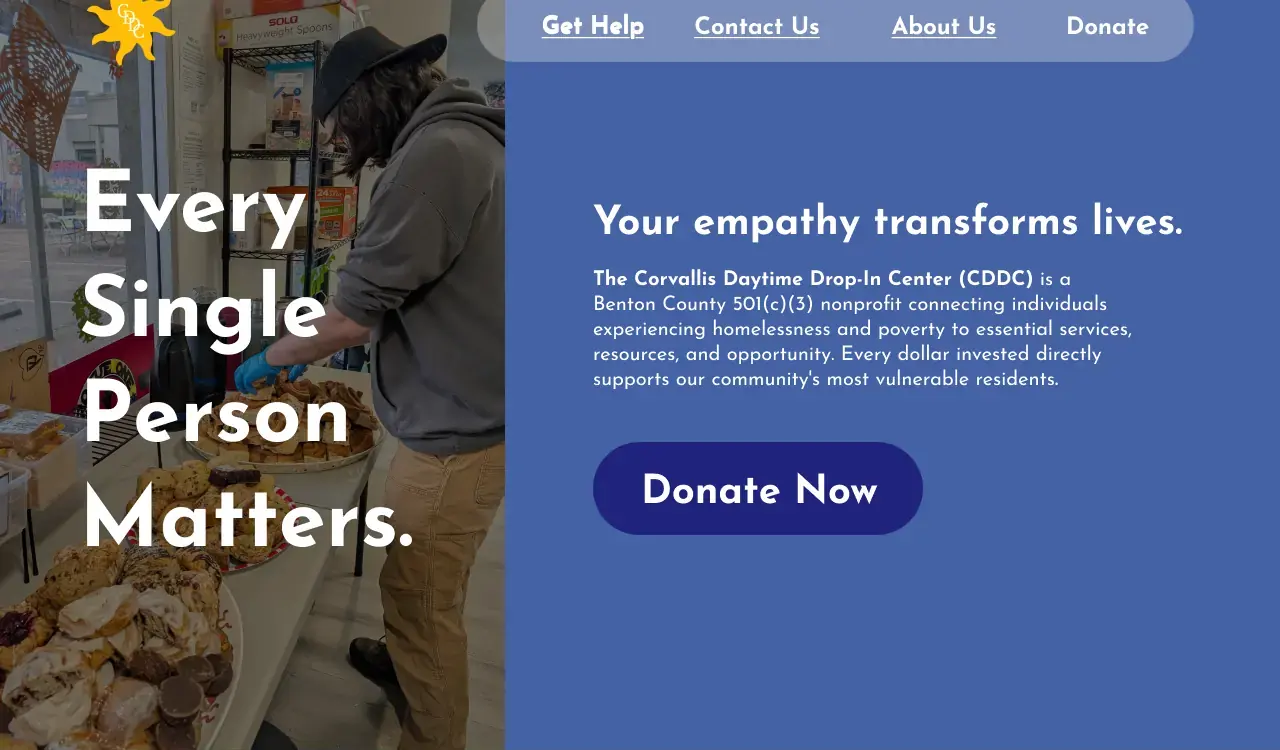 CDDC
SOLO
Heavyweight Spoons
Get Help
Contact Us
About Us
Donate
Every
Single
Person
Matters.
24
Your empathy transforms lives.
The Corvallis Daytime Drop-In Center (CDDC) is a
Benton County 501(c)(3) nonprofit connecting individuals
experiencing homelessness and poverty to essential services,
resources, and opportunity. Every dollar invested directly
supports our community's most vulnerable residents.
Donate Now